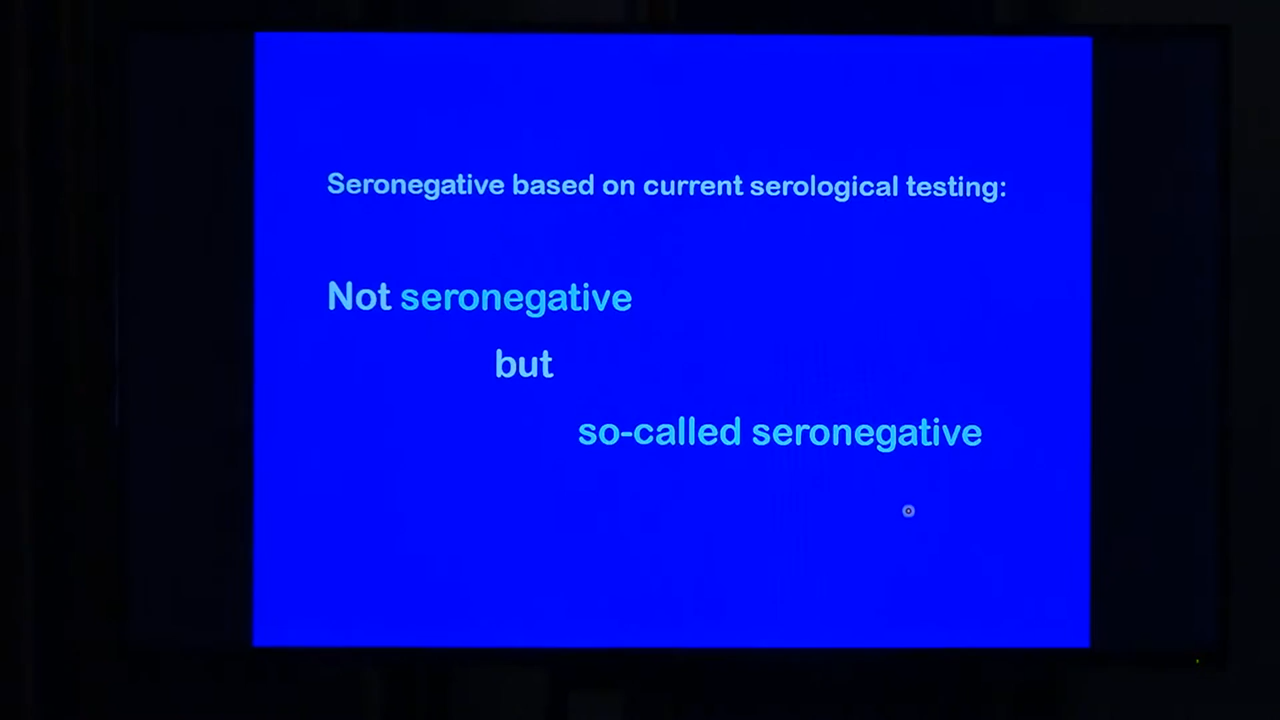 Seronegative based on current serological testing:
Not seronegative
but
so-called seronegative